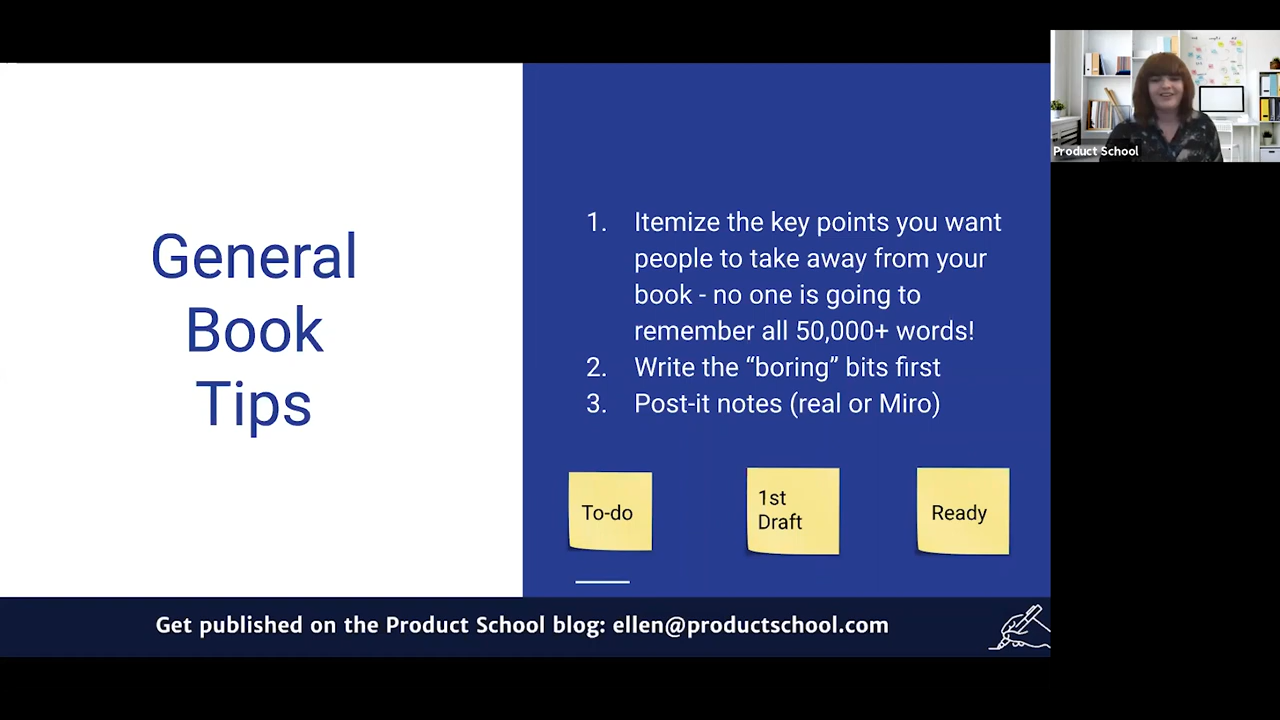 Product School
General
Book
Tips
1. Itemize the key points you want
people to take away from your
book - no one is going to
remember all 50,000+ words!
2. Write the “boring” bits first
3. Post-it notes (real or Miro)
To-do
1st
Draft
Ready
Get published on the Product School blog: ellen@productschool.com